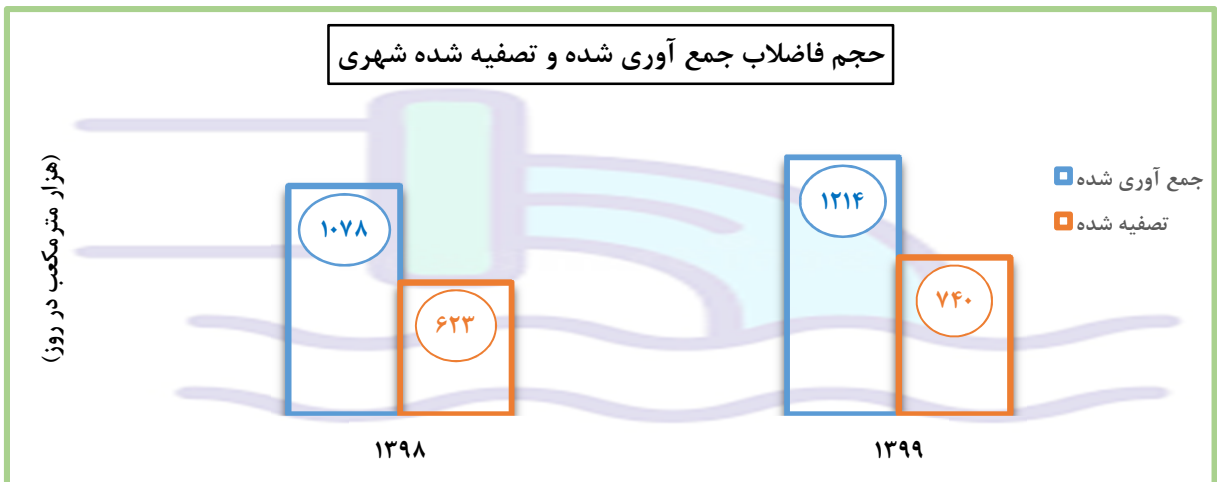 حجم فاضلاب جمع آوری شده و تصفیه شده شهری
(هزار مترمکعب در روز)
جمع آوری شده
تصفیه شده
۱۰۷۸
۶۲۳
۱۲۱۴
۷۴۰
۱۳۹۸
۱۳۹۹